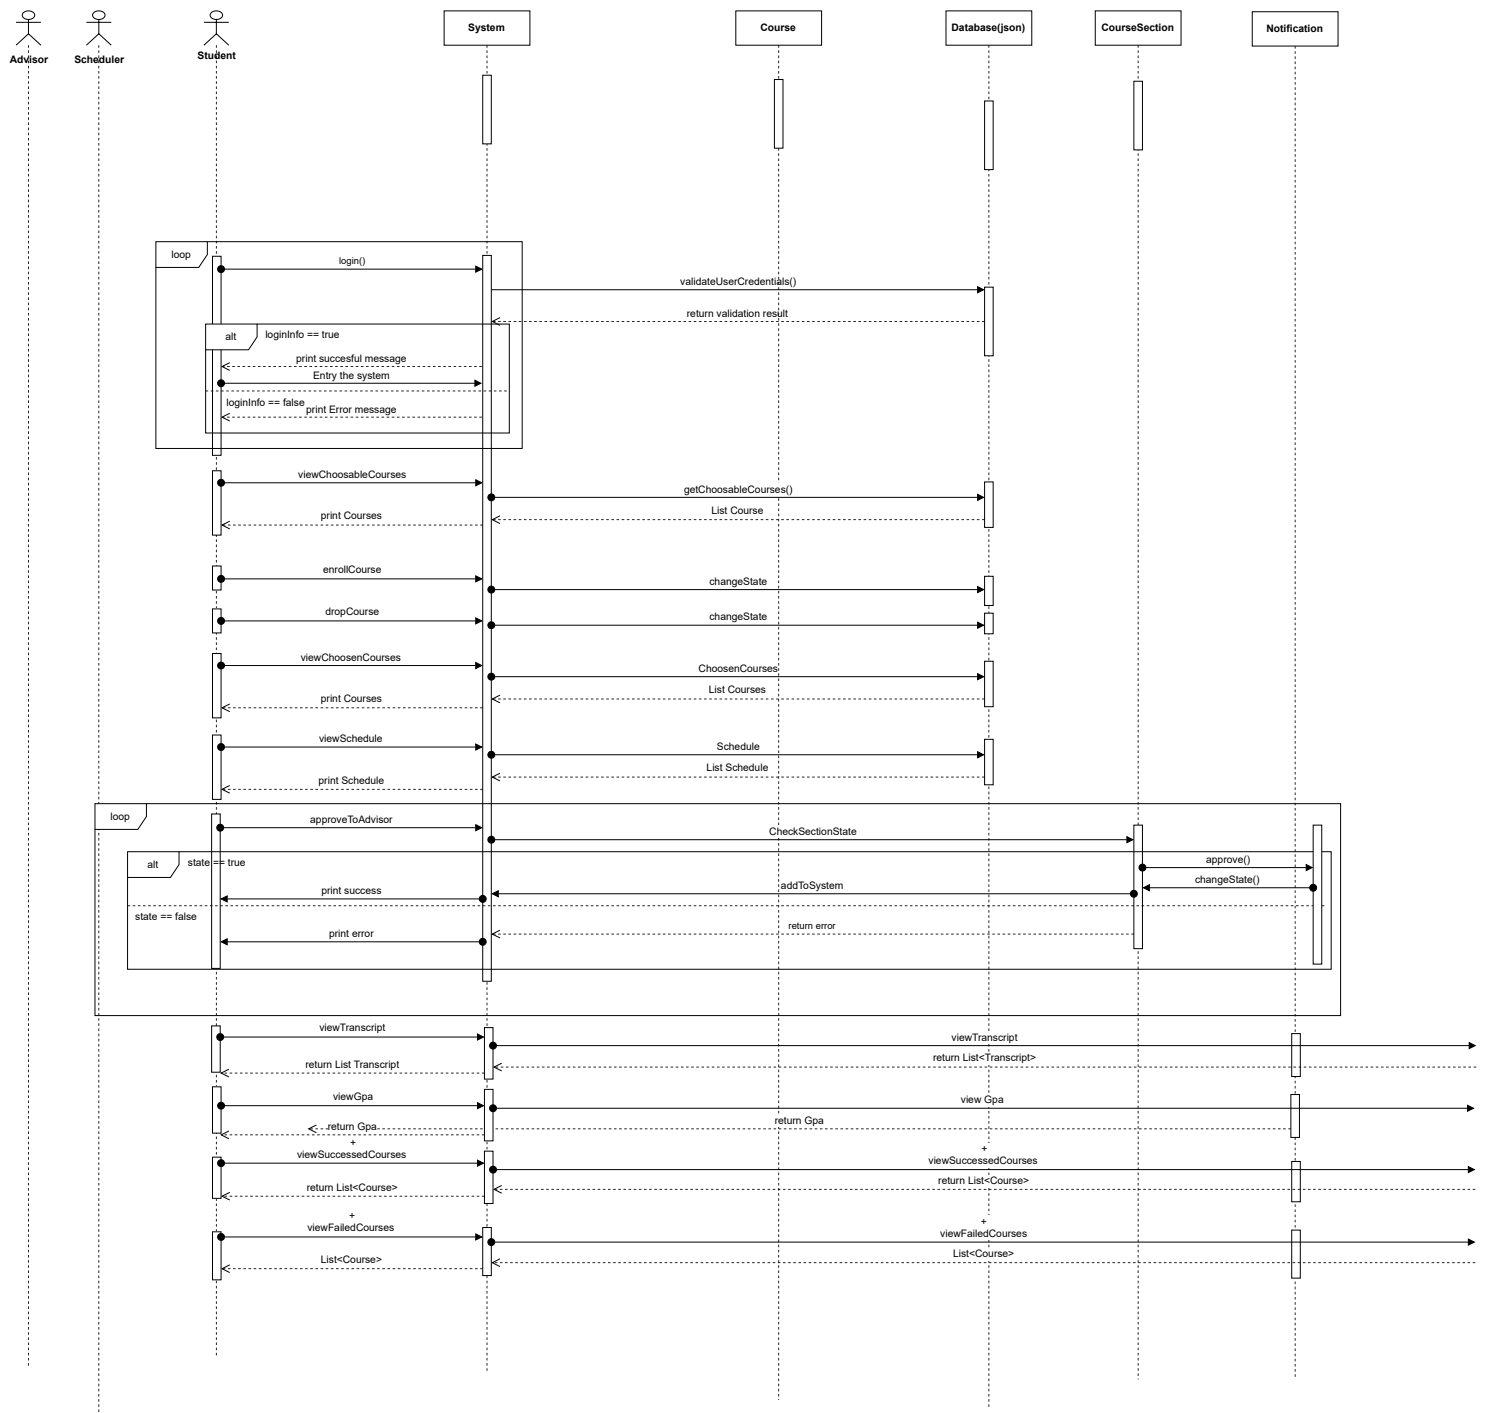 Advisor
Scheduler
Student
System
Course
Database(json)
CourseSection
Notification
loop
login()
validateUserCredentials()
return validation result
alt
loginInfo == true
print succesful message
Entry the system
loginInfo == false
print Error message
viewChoosableCourses
getChoosableCourses()
List Course
print Courses
enrollCourse
changeState
dropCourse
changeState
viewChoosenCourses
ChoosenCourses
List Courses
print Courses
viewSchedule
Schedule
List Schedule
print Schedule
loop
approveToAdvisor
CheckSectionState
alt
state == true
approve()
changeState()
addToSystem
print success
state == false
return error
print error
viewTranscript
viewTranscript
return List<Transcript>
return List Transcript
viewGpa
view Gpa
return Gpa
return Gpa
+
viewSuccessedCourses
+
viewSuccessedCourses
return List<Course>
return List<Course>
+
viewFailedCourses
+
viewFailedCourses
List<Course>
List<Course>